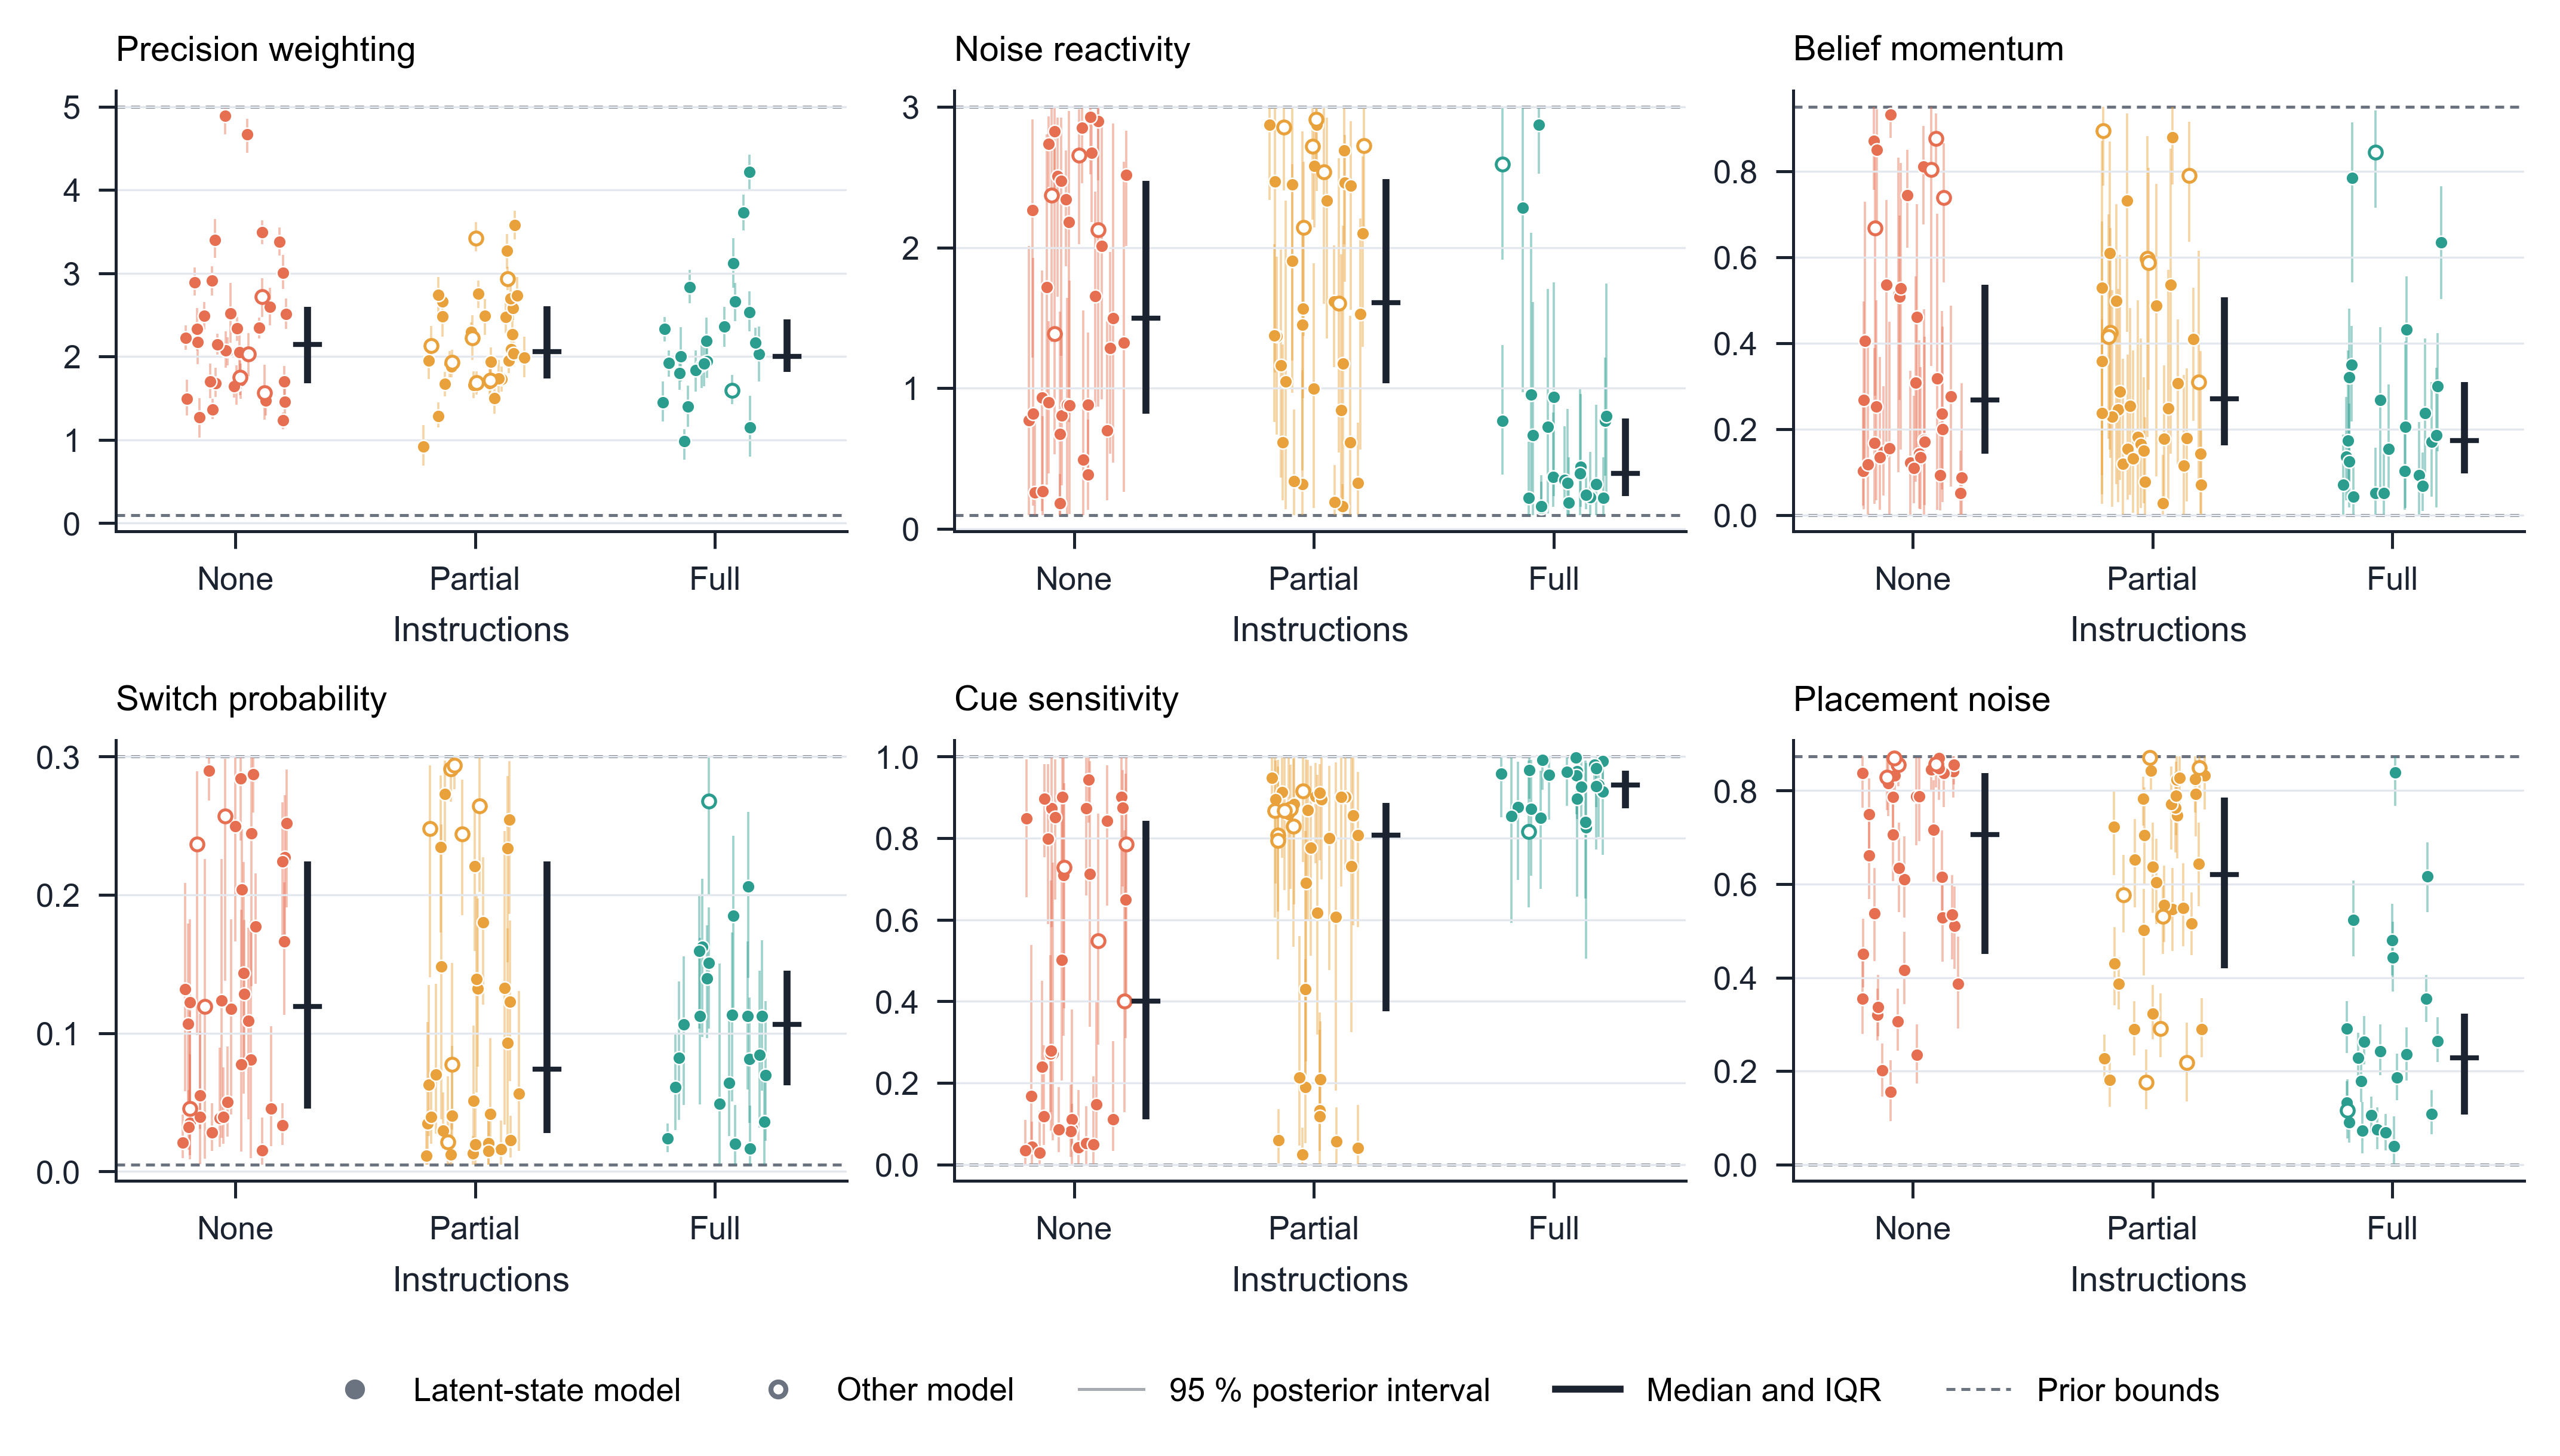 Precision weighting
5
4
3
2
1
0
None Partial Full
Instructions
Noise reactivity
3
2
1
0
None Partial Full
Instructions
Belief momentum
0.8
0.6
0.4
0.2
0.0
None Partial Full
Instructions
Switch probability
0.3
0.2
0.1
0.0
None Partial Full
Instructions
Cue sensitivity
1.0
0.8
0.6
0.4
0.2
0.0
None Partial Full
Instructions
Placement noise
0.8
0.6
0.4
0.2
0.0
None Partial Full
Instructions
Latent-state model Other model 95 % posterior interval Median and IQR Prior bounds